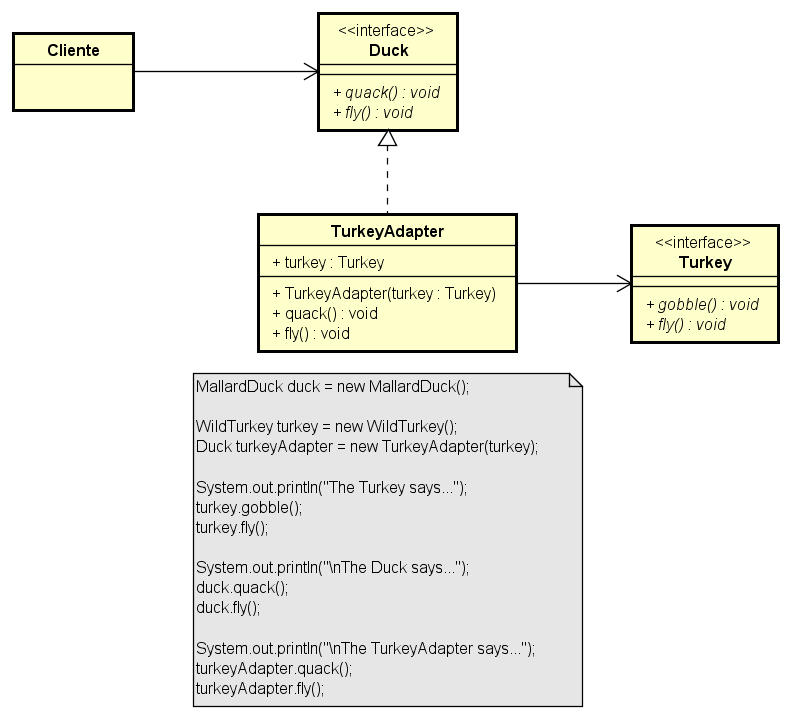 Cliente
<<interface>>
Duck
+ quack() : void
+ fly() : void
TurkeyAdapter
+ turkey : Turkey
+ TurkeyAdapter(turkey : Turkey)
+ quack() : void
+ fly() : void
<<interface>>
Turkey
+ gobble() : void
+ fly() : void
MallardDuck duck = new MallardDuck();
WildTurkey turkey = new WildTurkey();
Duck turkeyAdapter = new TurkeyAdapter(turkey);
System.out.println("The Turkey says...");
turkey.gobble();
turkey.fly();
System.out.println("\nThe Duck says...");
duck.quack();
duck.fly();
System.out.println("\nThe TurkeyAdapter says...");
turkeyAdapter.quack();
turkeyAdapter.fly();